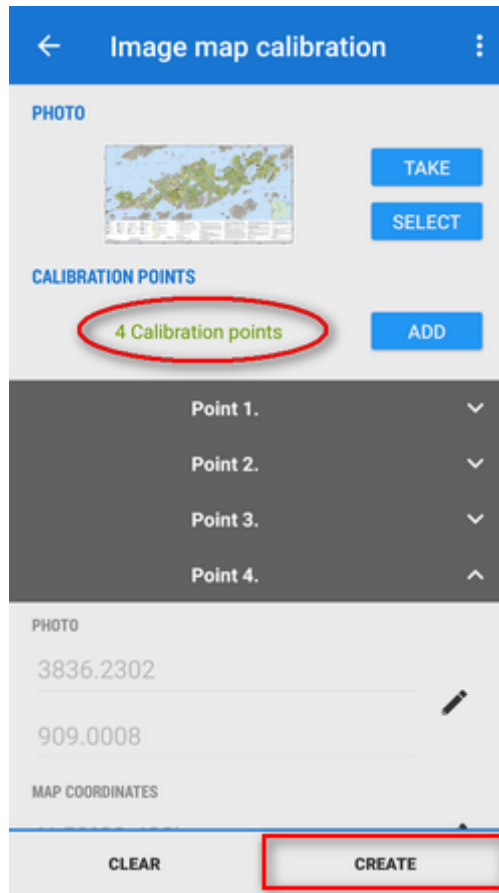 Image map calibration
PHOTO
TAKE
SELECT
CALIBRATION POINTS
4 Calibration points
ADD
Point 1.
Point 2.
Point 3.
Point 4.
PHOTO
3836.2302
909.0008
MAP COORDINATES
CLEAR
CREATE